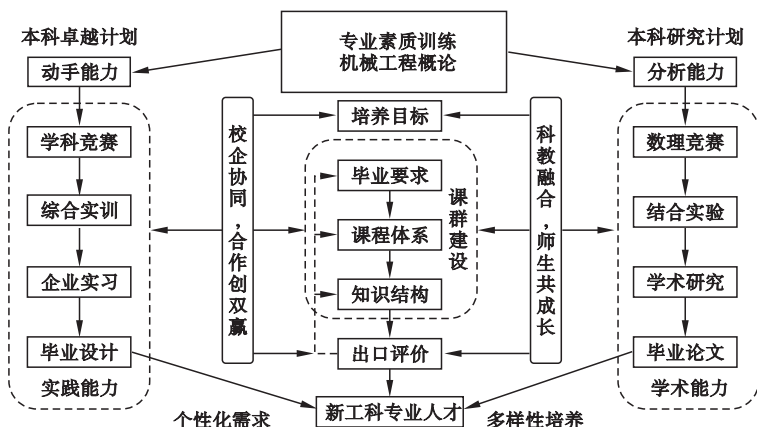 专业素质训练
机械工程概论
本科卓越计划
动手能力
学科竞赛
综合实训
企业实习
毕业设计
实践能力
校企协同，合作创双赢
培养目标
毕业要求
课程体系
知识结构
课群建设
出口评价
新工科专业人才
科教融合，师生共成长
本科研究计划
分析能力
数理竞赛
结合实验
学术研究
毕业论文
学术能力
个性化需求
多样性培养